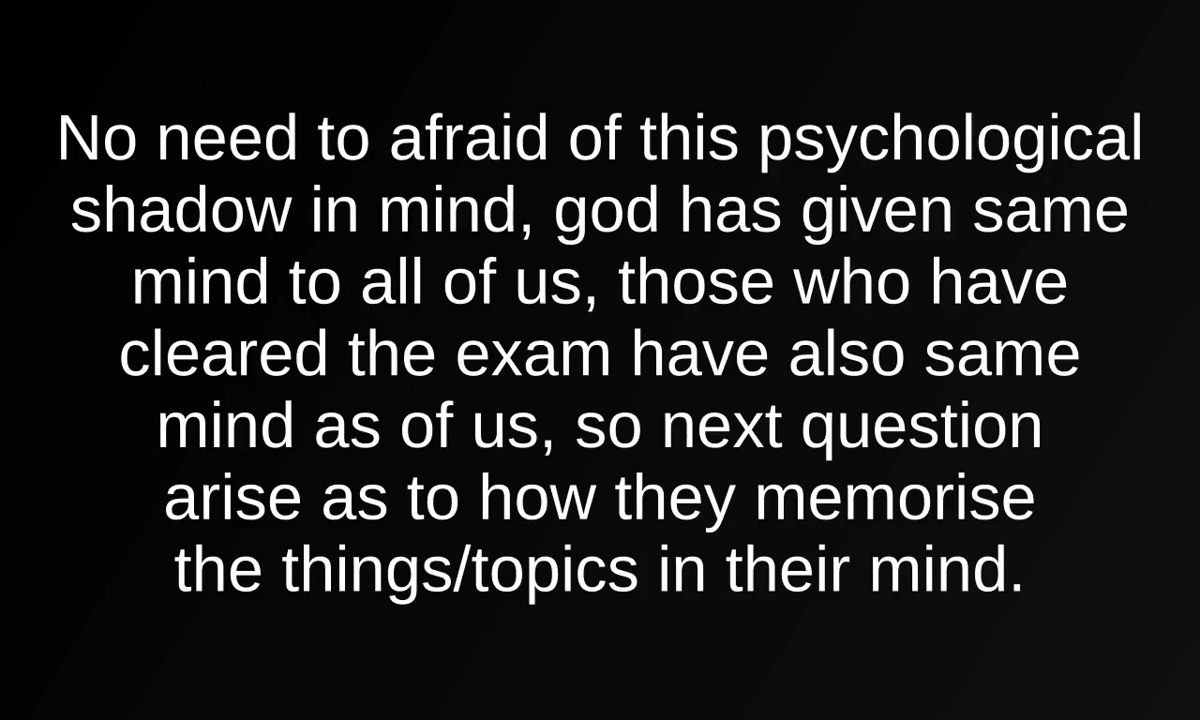 No need to afraid of this psychological
shadow in mind, god has given same
mind to all of us, those who have
cleared the exam have also same
mind as of us, so next question
arise as to how they memorise
the things/topics in their mind.